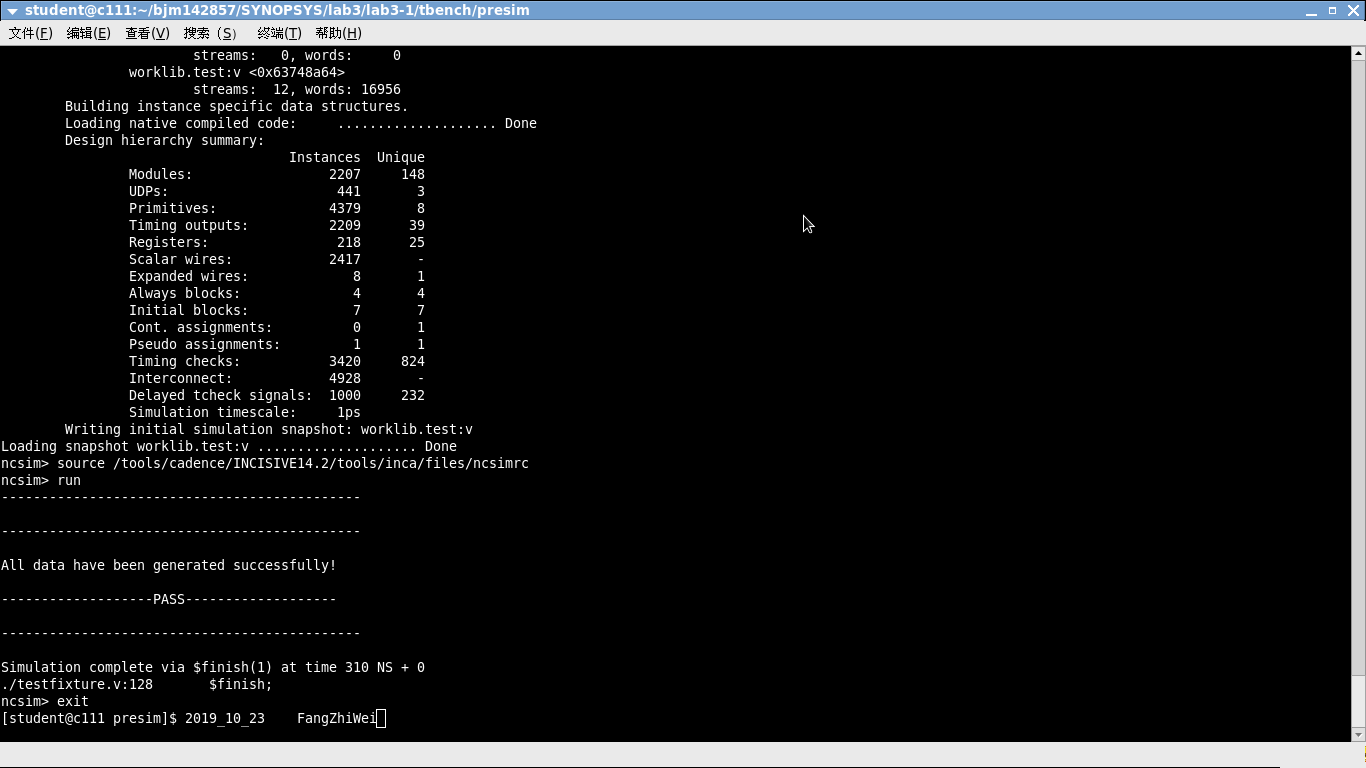 student@c111:~/bjm142857/SYNOPSYS/lab3/lab3-1/tbench/presim
文件(F) 编辑(E) 查看(V) 搜索 (S) 终端(T) 帮助(H)
streams: 0, words: 0
worklib.test:v <0x63748a64>
streams: 12, words: 16956
Building instance specific data structures.
Loading native compiled code: .................... Done
Design hierarchy summary:
Instances Unique
Modules: 2207 148
UDPs: 441 3
Primitives: 4379 8
Timing outputs: 2209 39
Registers: 218 25
Scalar wires: 2417 -
Expanded wires: 8 1
Always blocks: 4 4
Initial blocks: 7 7
Cont. assignments: 0 1
Pseudo assignments: 1 1
Timing checks: 3420 824
Interconnect: 4928 -
Delayed tcheck signals: 1000 232
Simulation timescale: 1ps
Writing initial simulation snapshot: worklib.test:v
Loading snapshot worklib.test:v .................... Done
ncsim> source /tools/cadence/INCISIVE14.2/tools/inca/files/ncsimrc
ncsim> run
---------------------------------------------
---------------------------------------------
All data have been generated successfully!
-------------------PASS-------------------
---------------------------------------------
Simulation complete via $finish(1) at time 310 NS + 0
./testfixture.v:128 $finish;
ncsim> exit
[student@c111 presim]$ 2019_10_23 FangZhiWei